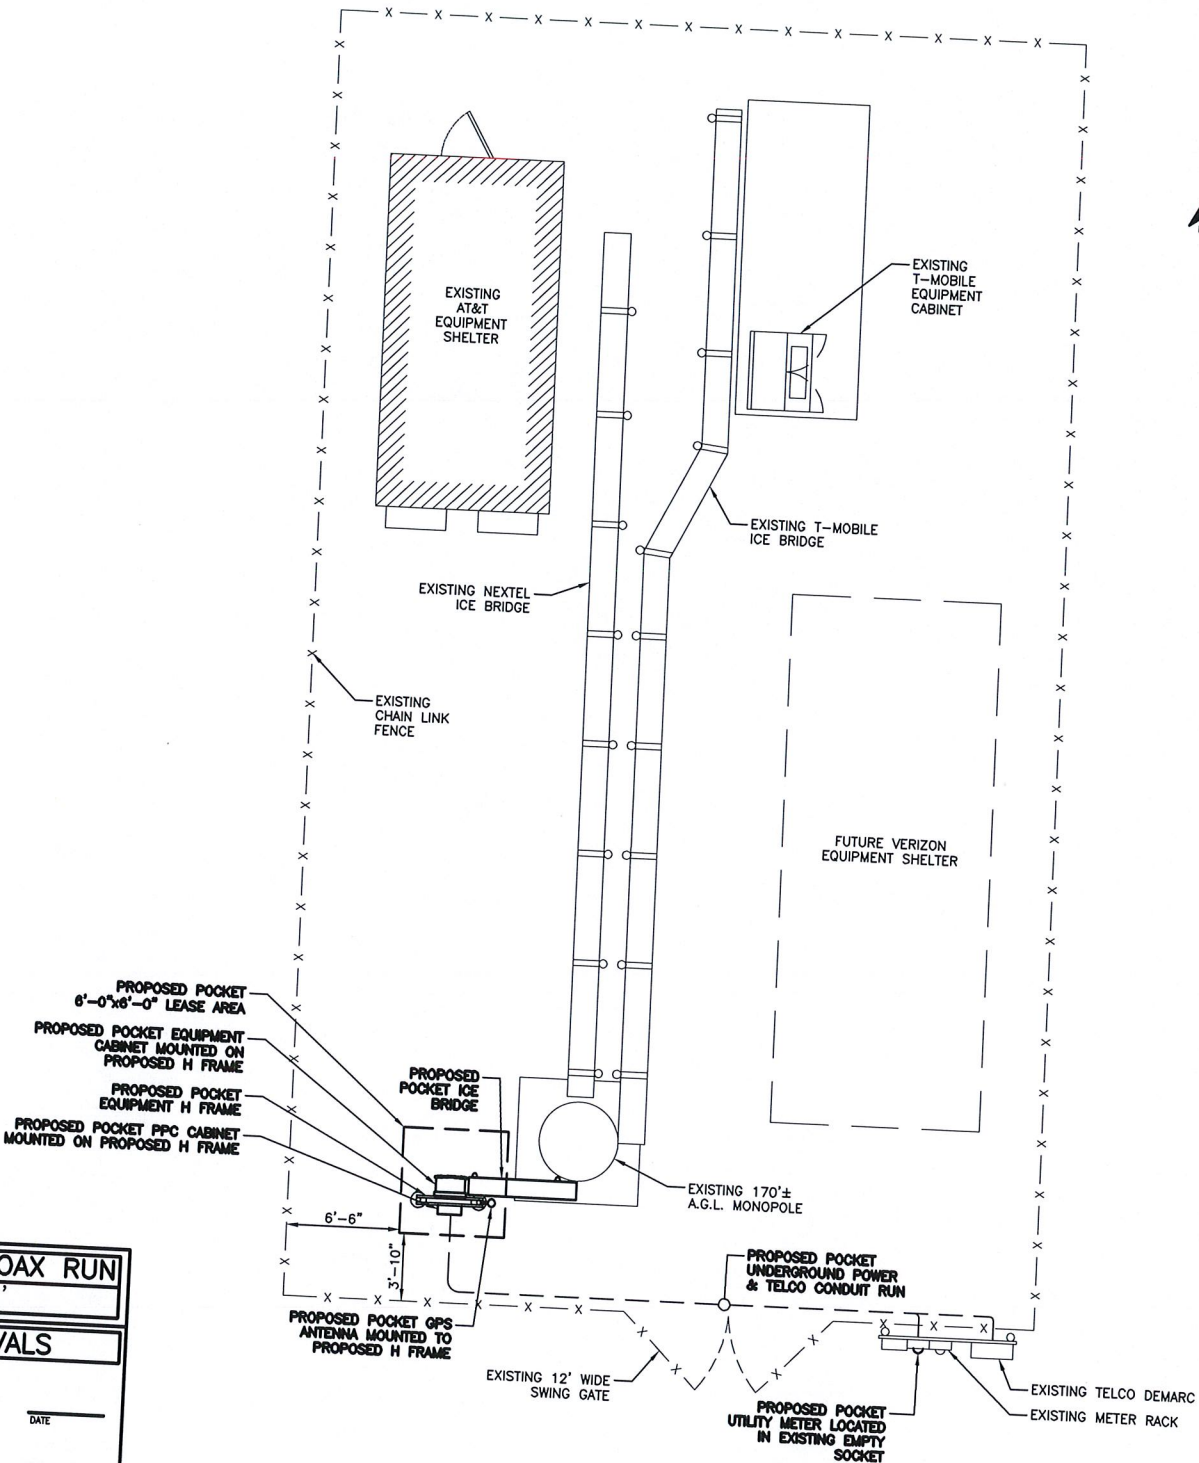 EXISTING
AT&T
EQUIPMENT
SHELTER
EXISTING
T-MOBILE
EQUIPMENT
CABINET
EXISTING T-MOBILE
ICE BRIDGE
EXISTING NEXTEL
ICE BRIDGE
EXISTING
CHAIN LINK
FENCE
FUTURE VERIZON
EQUIPMENT SHELTER
PROPOSED POCKET
6'-0"x6'-0" LEASE AREA
PROPOSED POCKET EQUIPMENT
CABINET MOUNTED ON
PROPOSED H FRAME
PROPOSED POCKET
EQUIPMENT H FRAME
PROPOSED POCKET PPC CABINET
MOUNTED ON PROPOSED H FRAME
PROPOSED
POCKET ICE
BRIDGE
EXISTING 170'±
A.G.L. MONOPOLE
6'-6"
3'-10"
PROPOSED POCKET
UNDERGROUND POWER
& TELCO CONDUIT RUN
PROPOSED POCKET GPS
ANTENNA MOUNTED TO
PROPOSED H FRAME
EXISTING 12' WIDE
SWING GATE
PROPOSED POCKET
UTILITY METER LOCATED
IN EXISTING EMPTY
SOCKET
EXISTING TELCO DEMARC
EXISTING METER RACK
OAX RUN
'
VALS
DATE